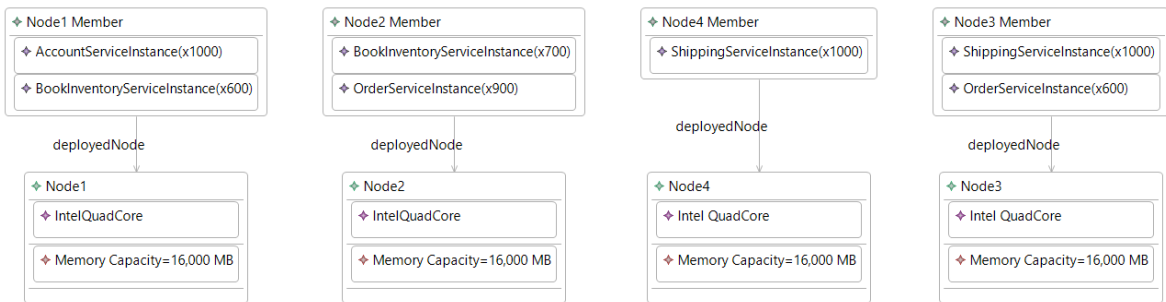 Node1 Member
AccountServiceInstance(x1000)
BookInventoryServiceInstance(x600)
deployedNode
Node1
IntelQuadCore
Memory Capacity=16,000 MB
Node2 Member
BookInventoryServiceInstance(x700)
OrderServiceInstance(x900)
deployedNode
Node2
IntelQuadCore
Memory Capacity=16,000 MB
Node4 Member
ShippingServiceInstance(x1000)
deployedNode
Node4
Intel QuadCore
Memory Capacity=16,000 MB
Node3 Member
ShippingServiceInstance(x1000)
OrderServiceInstance(x600)
deployedNode
Node3
Intel QuadCore
Memory Capacity=16,000 MB